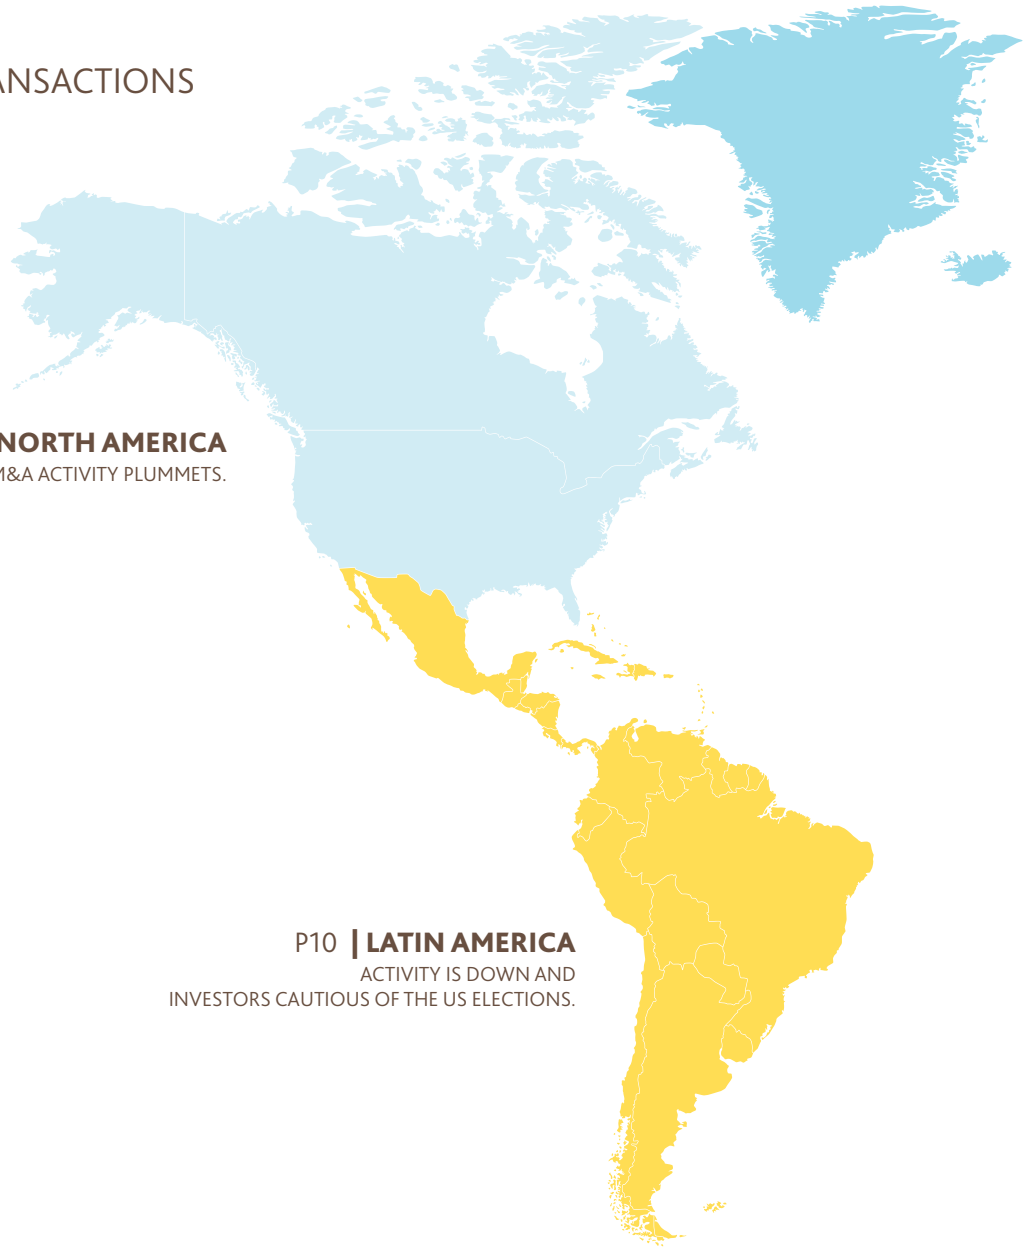 ANSACTIONS
NORTH AMERICA
M&A ACTIVITY PLUMMETS.
P10 | LATIN AMERICA
ACTIVITY IS DOWN AND
INVESTORS CAUTIOUS OF THE US ELECTIONS.